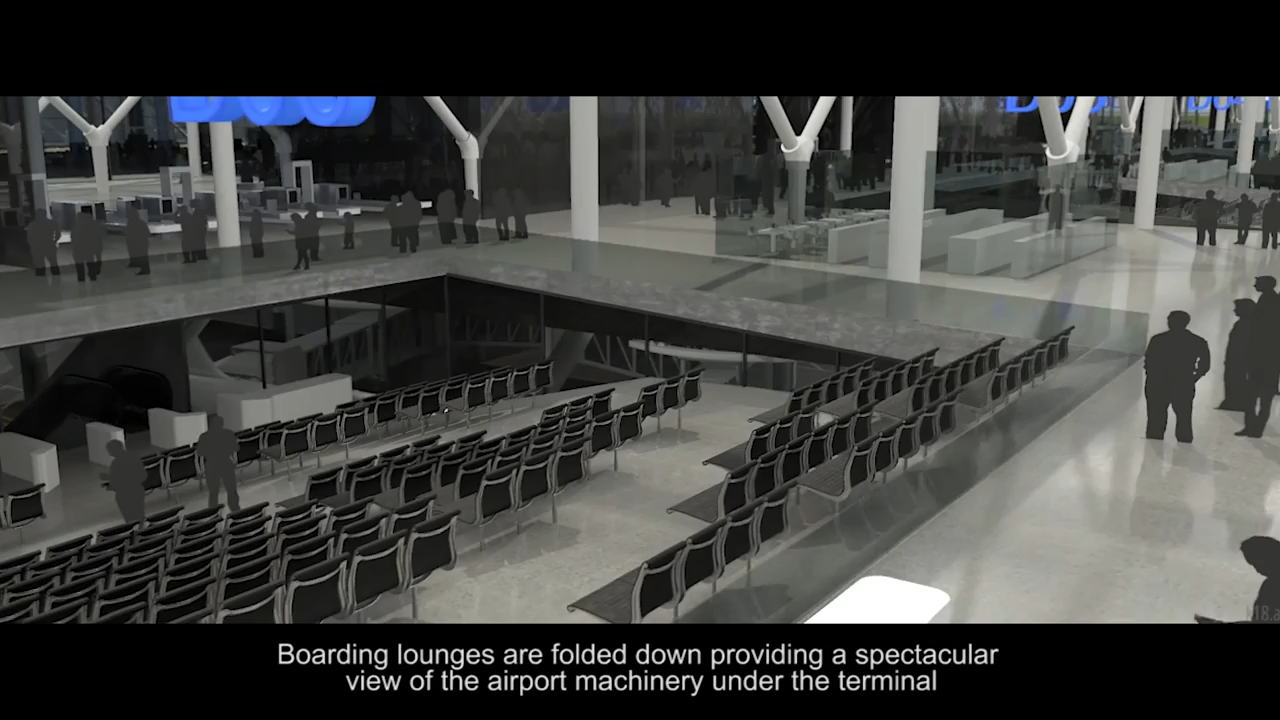 Boarding lounges are folded down providing a spectacular
view of the airport machinery under the terminal